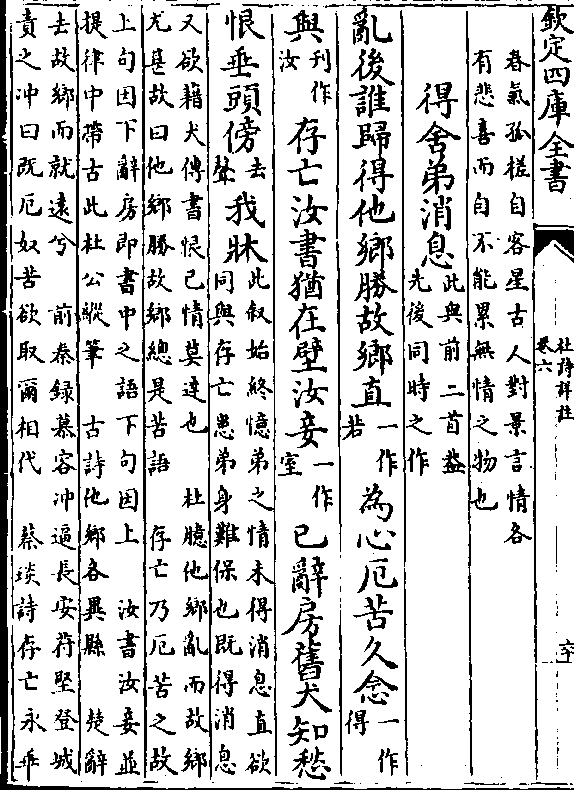 欽定四庫全書
杜詩詳註
卷六
六十
春氣孤槎自容星古人對景言情各
有悲喜而自不能累無情之物也
得舍弟消息此與前二首蓋
先後同時之作
亂後誰歸得他鄉勝故鄉直一作
若為心厄苦久念一作
得
與刋作
汝存亡汝書猶在壁汝妾一作
室已辭房舊犬知愁
恨垂頭傍去
聲我牀此叙始終憶弟之情未得消息直欲
同與存亡患弟身難保也既得消息
又欲藉犬傳書恨已情莫達也　杜臆他鄉亂而故鄉
尤甚故曰他鄉勝故鄉總是苦語　存亡乃厄苦之故
上句因下辭房即書中之語下句因上　汝書汝妾並
提律中帶古此杜公縱筆　古詩他鄉各異縣　楚辭
去故鄉而就遠兮　前秦録慕容冲逼長安苻堅登城
責之冲曰既厄奴苦欲取爾相代　蔡琰詩存亡永乖